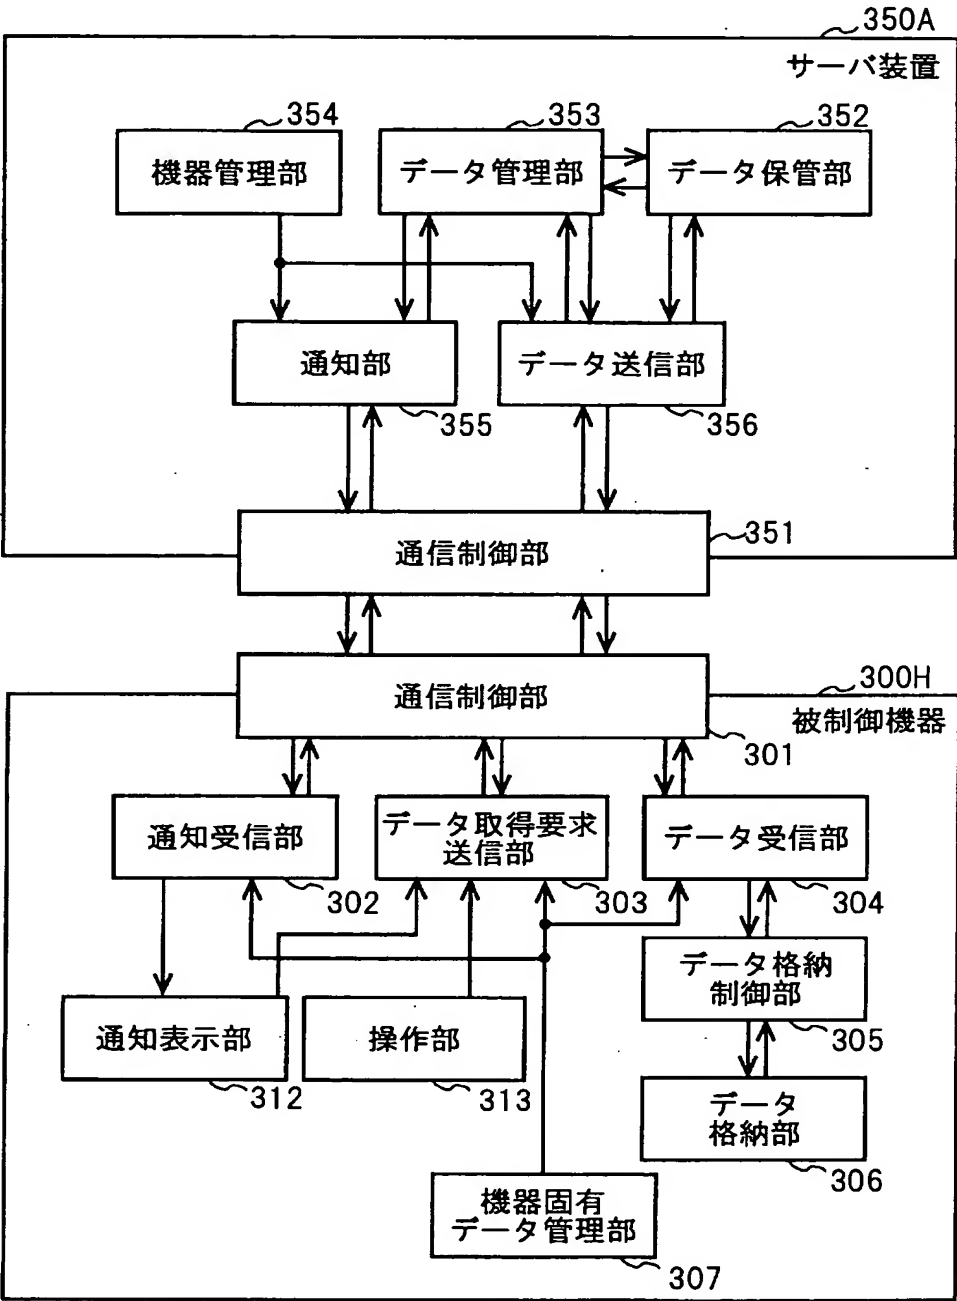 350A
サーバ装置
354
353
352
機器管理部
データ管理部
データ保管部
通知部
データ送信部
355
356
通信制御部
351
通信制御部
300H
被制御機器
301
通知受信部
データ取得要求
送信部
データ受信部
302
303
304
データ格納
制御部
通知表示部
操作部
305
312
313
データ
格納部
306
機器固有
データ管理部
307